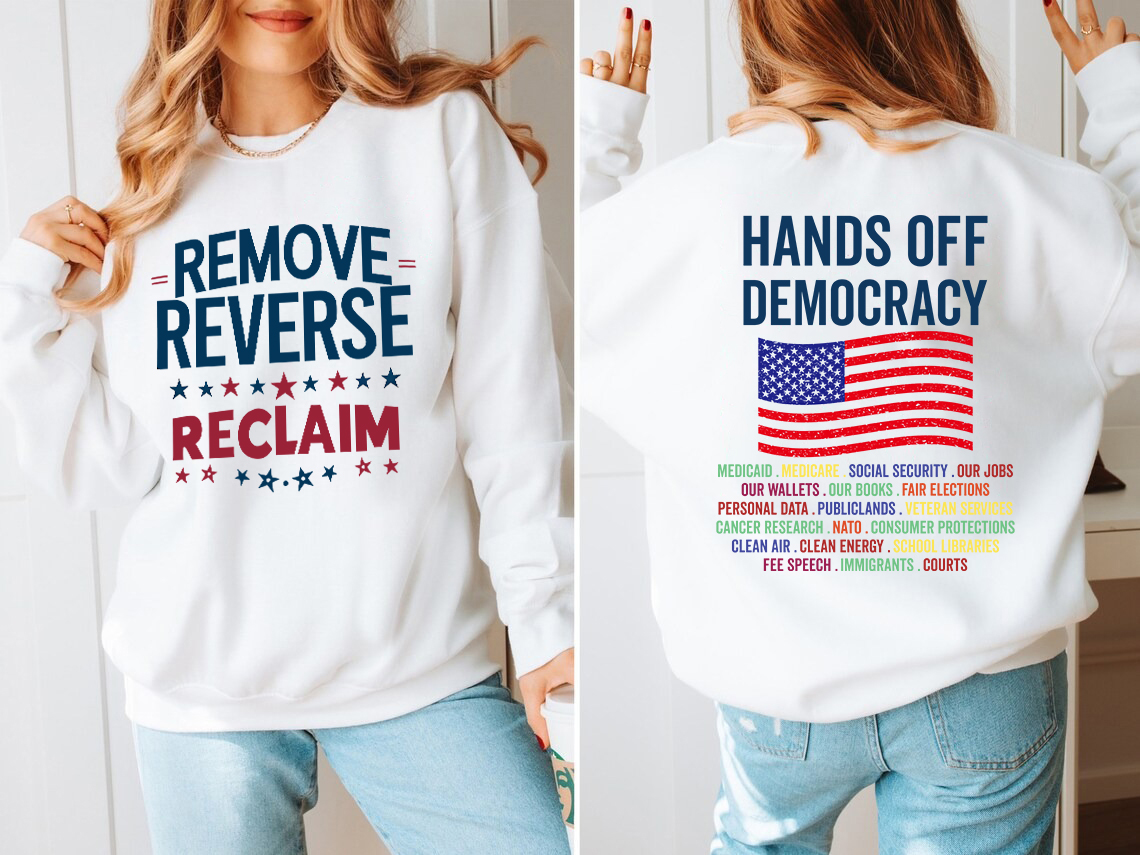 REMOVE
REVERSE
RECLAIM
HANDS OFF
DEMOCRACY
MEDICAID . MEDICARE . SOCIAL SECURITY . OUR JOBS
OUR WALLETS . OUR BOOKS . FAIR ELECTIONS
PERSONAL DATA . PUBLICLANDS . VETERAN SERVICES
CANCER RESEARCH . NATO . CONSUMER PROTECTIONS
CLEAN AIR . CLEAN ENERGY . SCHOOL LIBRARIES
FEE SPEECH . IMMIGRANTS . COURTS